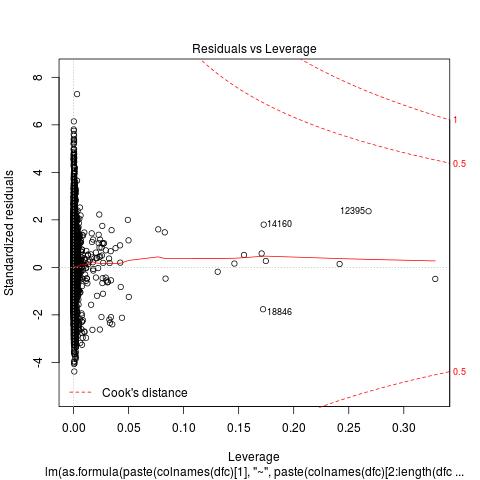 Residuals vs Leverage
Standardized residuals
8
6
4
2
0
-2
-4
1
0.5
12395
14160
18846
0.5
Cook's distance
0.00 0.05 0.10 0.15 0.20 0.25 0.30
Leverage
lm(as.formula(paste(colnames(dfc)[1], "~", paste(colnames(dfc)[2:length(dfc ...